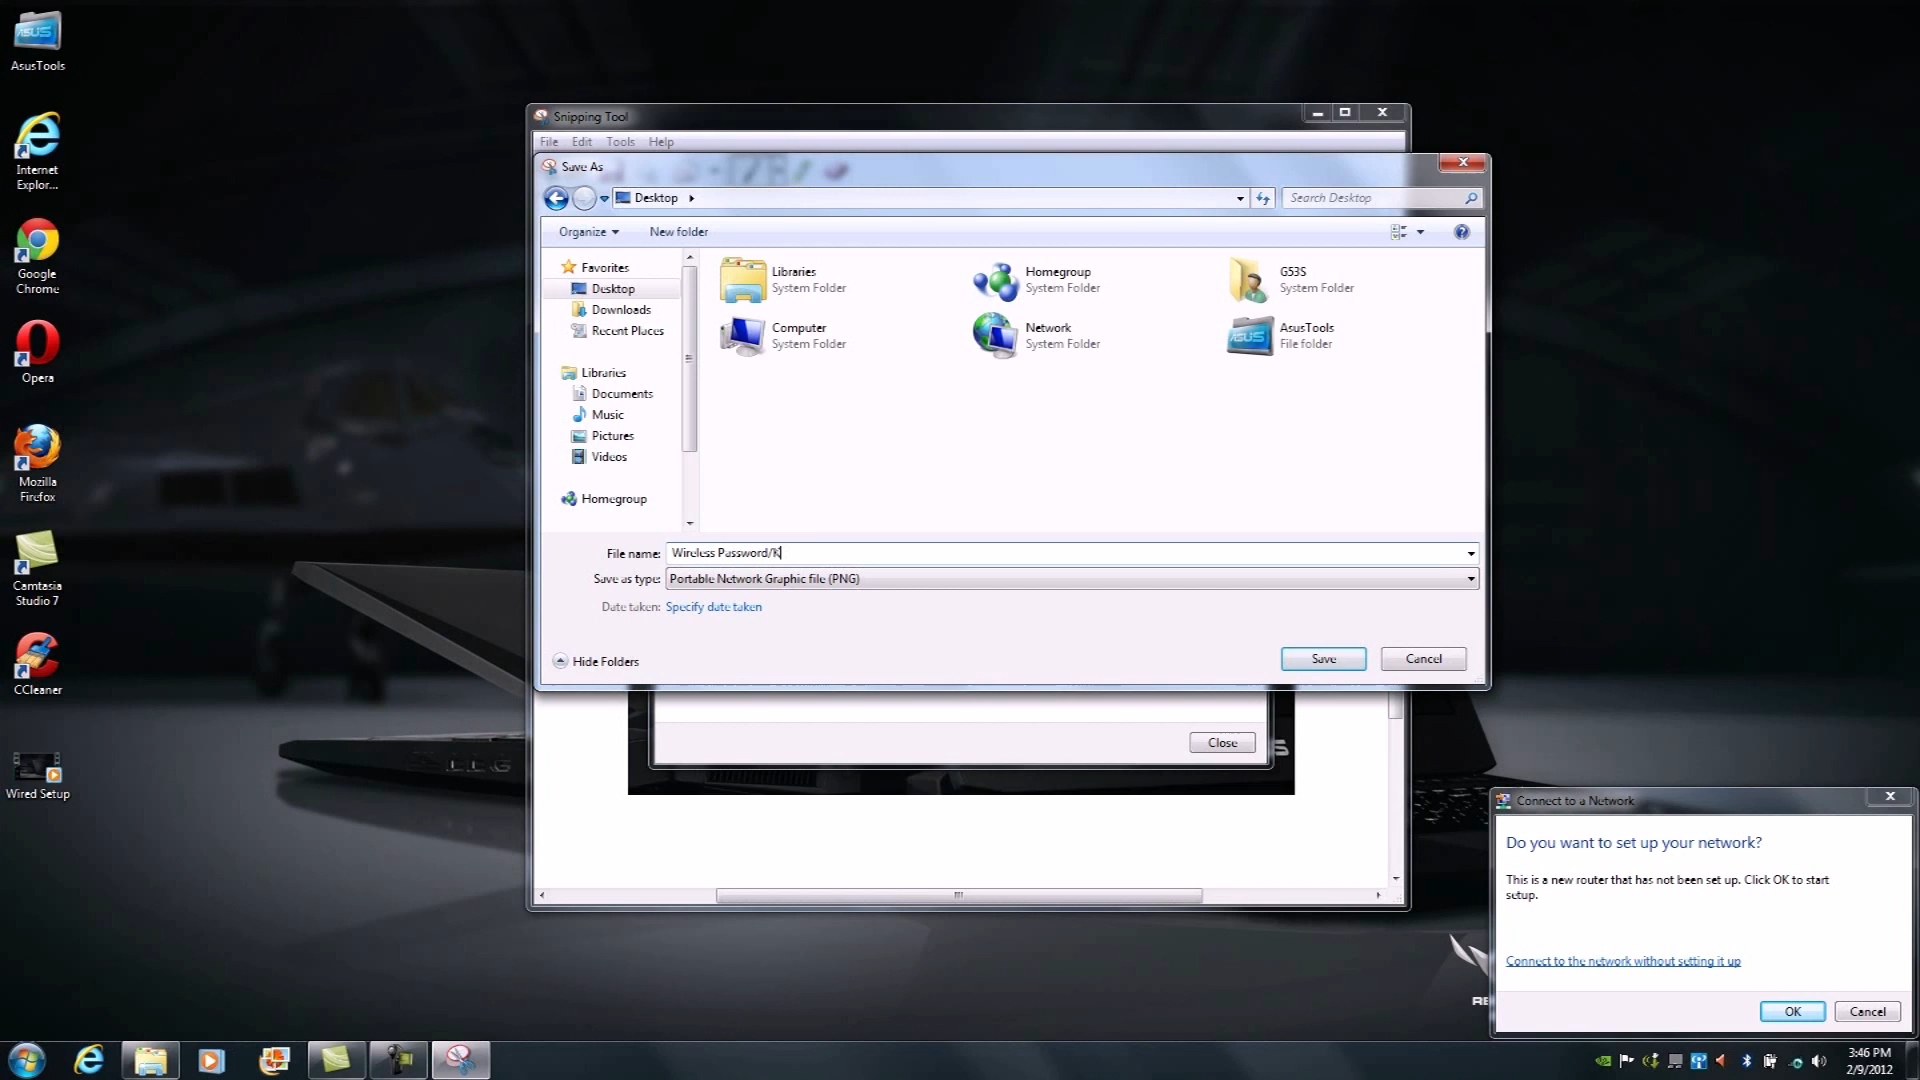 AsusTools
Internet
Explor...
Google
Chrome
Opera
Mozilla
Firefox
Camtasia
Studio 7
CCleaner
Wired Setup
Snipping Tool
File Edit Tools Help
Save As
Desktop
Search Desktop
Organize New folder
Favorites
Desktop
Downloads
Recent Places
Libraries
Documents
Music
Pictures
Videos
Homegroup
Libraries
System Folder
Homegroup
System Folder
G53S
System Folder
Computer
System Folder
Network
System Folder
ASUS
AsusTools
File folder
File name: Wireless Password/K
Save as type: Portable Network Graphic file (PNG)
Date taken: Specify date taken
Hide Folders
Save Cancel
Close
Connect to a Network
Do you want to set up your network?
This is a new router that has not been set up. Click OK to start
setup.
Connect to the network without setting it up
OK Cancel
3:46 PM
2/9/2012